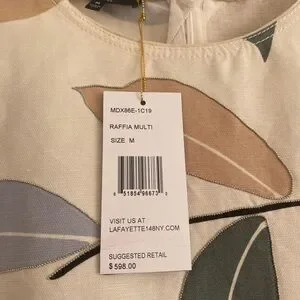 MDX86E-1C19
RAFFIA MULTI
SIZE M
VISIT US AT
LAFAYETTE148NY.COM
SUGGESTED RETAIL
$ 598.00